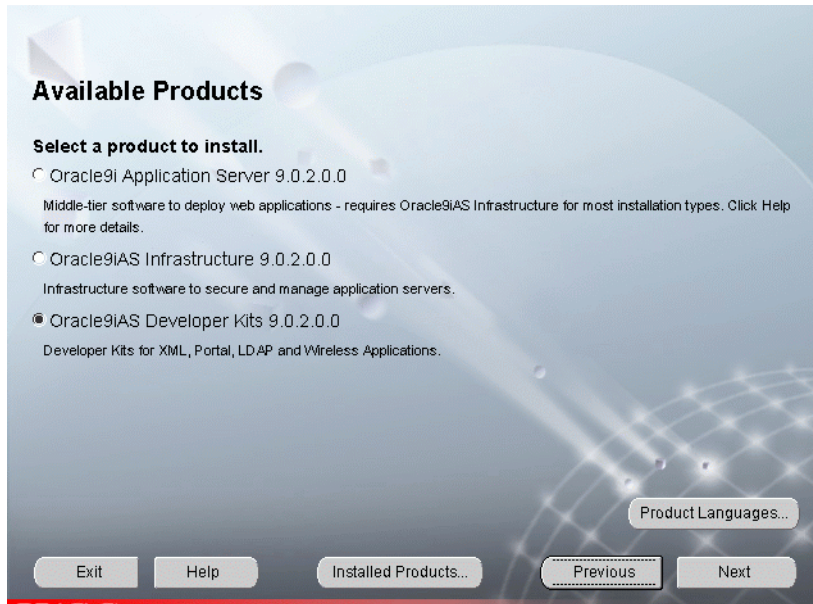 Available Products
Select a product to install.
Oracle9i Application Server 9.0.2.0.0
Middle-tier software to deploy web applications - requires Oracle9iAS Infrastructure for most installation types. Click Help
for more details.
Oracle9iAS Infrastructure 9.0.2.0.0
Infrastructure software to secure and manage application servers.
Oracle9iAS Developer Kits 9.0.2.0.0
Developer Kits for XML, Portal, LDAP and Wireless Applications.
Product Languages...
Exit Help Installed Products... Previous Next